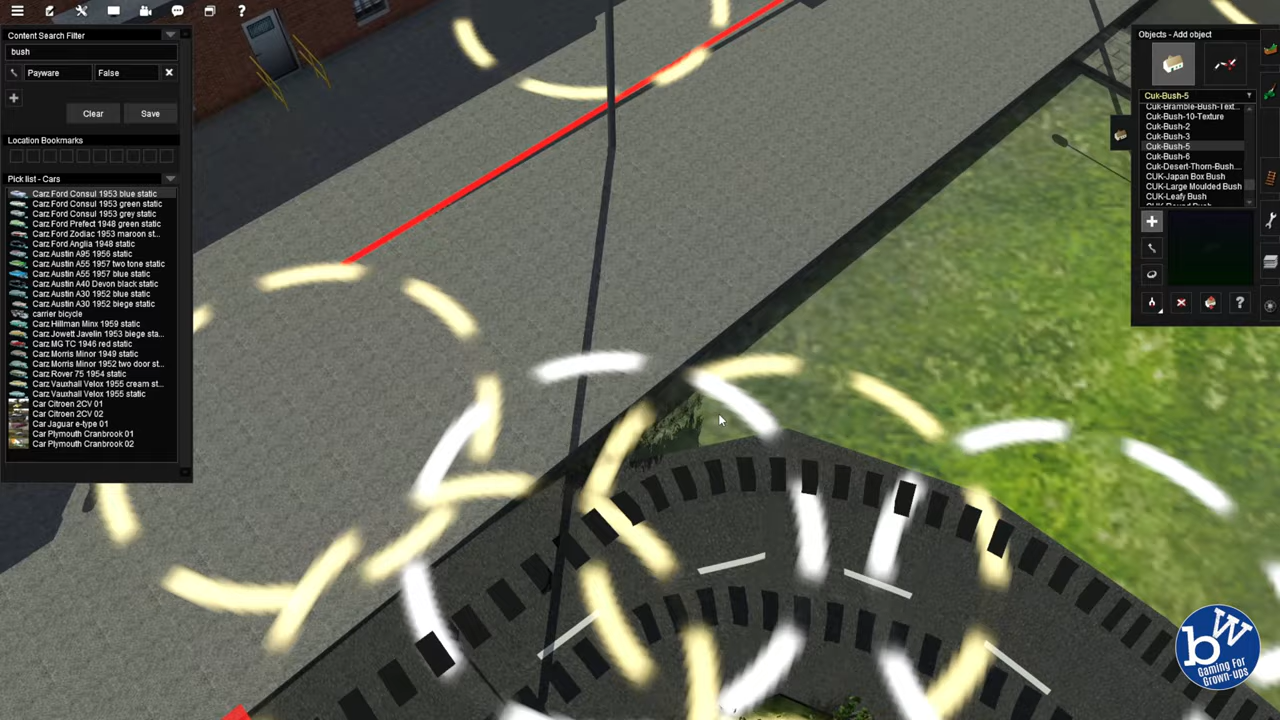 Content Search Filter
bush
Payware False
Clear Save
Location Bookmarks
Pick list - Cars
Carz Ford Consul 1953 blue static
Carz Ford Consul 1953 green static
Carz Ford Consul 1953 grey static
Carz Ford Prefect 1948 green static
Carz Ford Zodiac 1953 maroon st...
Carz Ford Anglia 1948 static
Carz Austin A95 1956 static
Carz Austin A55 1957 two tone static
Carz Austin A55 1957 blue static
Carz Austin A40 Devon black static
Carz Austin A30 1952 blue static
Carz Austin A30 1952 biege static
carrier bicycle
Carz Hillman Minx 1959 static
Carz Jowett Javelin 1953 biege sta...
Carz MG TC 1946 red static
Carz Morris Minor 1949 static
Carz Morris Minor 1952 two door st...
Carz Rover 75 1954 static
Carz Vauxhall Velox 1955 cream st...
Carz Vauxhall Velox 1955 static
Car Citroen 2CV 01
Car Citroen 2CV 02
Car Jaguar e-type 01
Car Plymouth Cranbrook 01
Car Plymouth Cranbrook 02
Objects - Add object
Cuk-Bush-5
Cuk-Bramble-Bush-Text...
Cuk-Bush-10-Texture
Cuk-Bush-2
Cuk-Bush-3
Cuk-Bush-5
Cuk-Bush-6
Cuk-Desert-Thorn-Bush...
CUK-Japan Box Bush
CUK-Large Moulded Bush
CUK-Leafy Bush
bW
Gaming For
Grown-ups